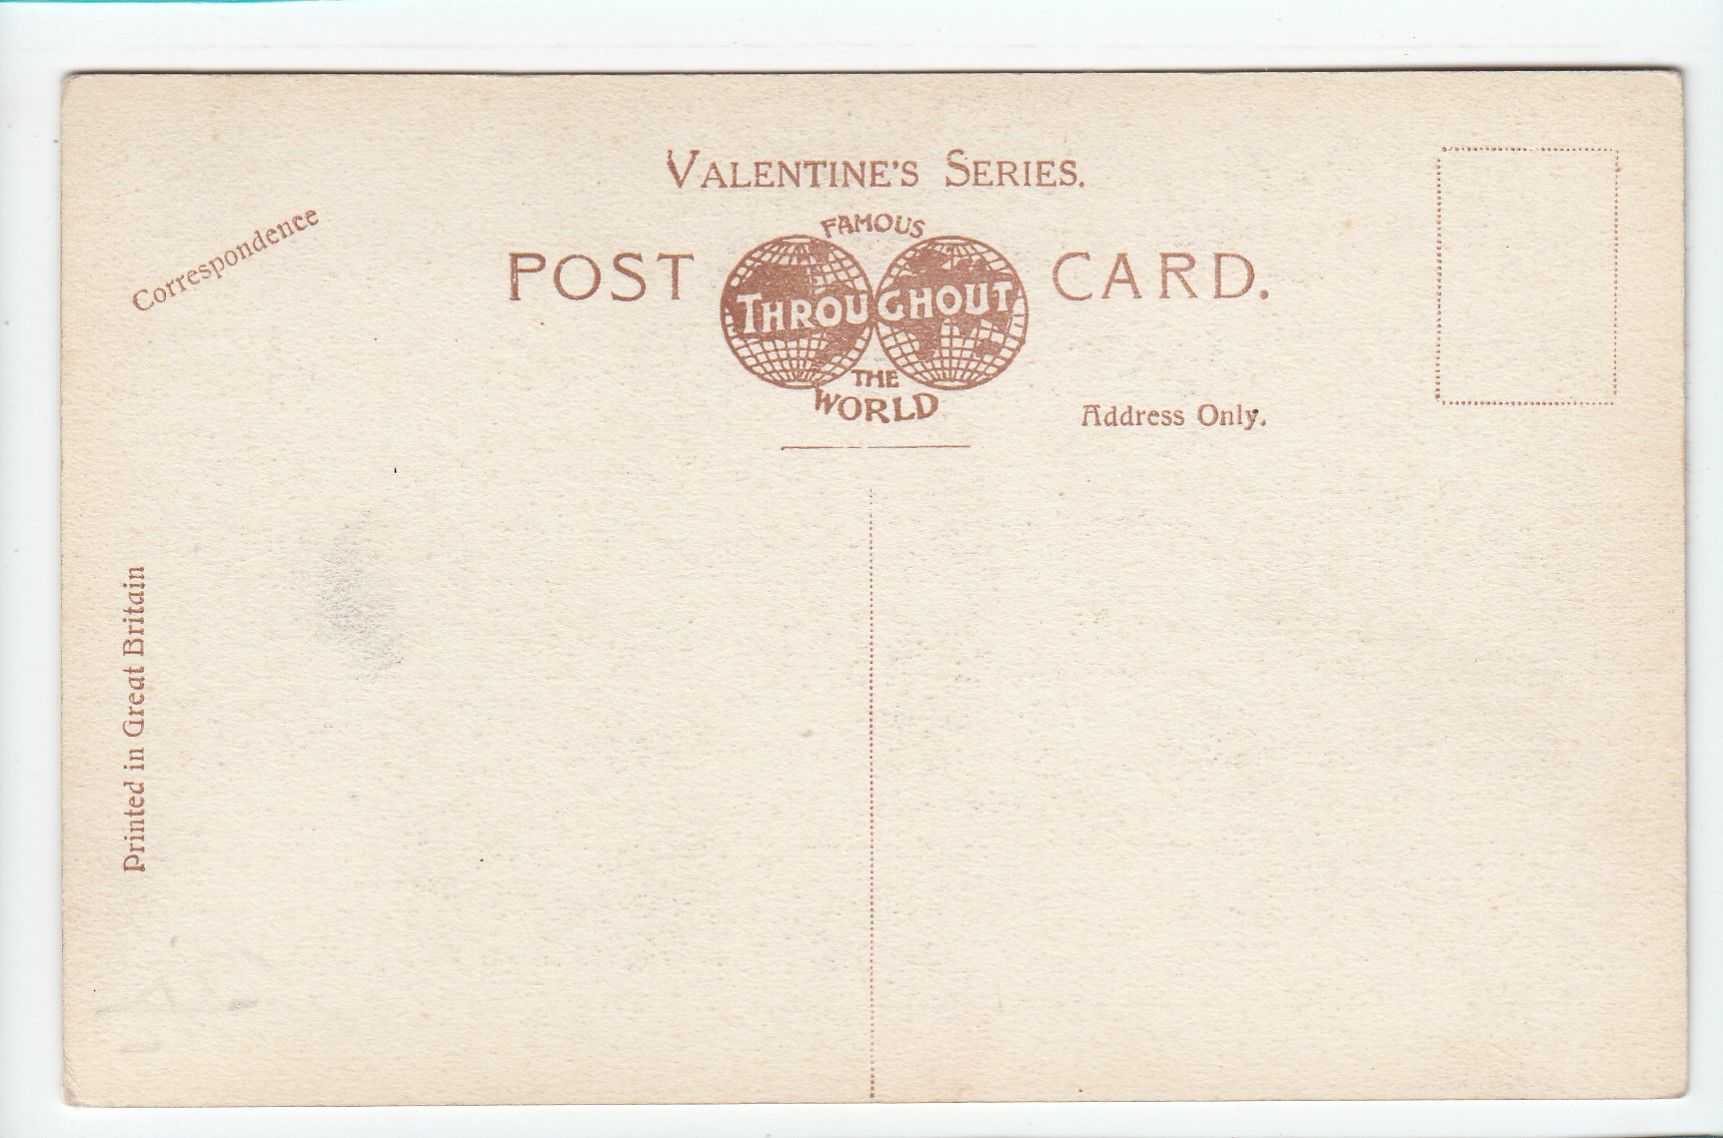 VALENTINE'S SERIES.
FAMOUS
POST THROUGHOUT CARD.
THE
WORLD
Correspondence
Address Only.
Printed in Great Britain